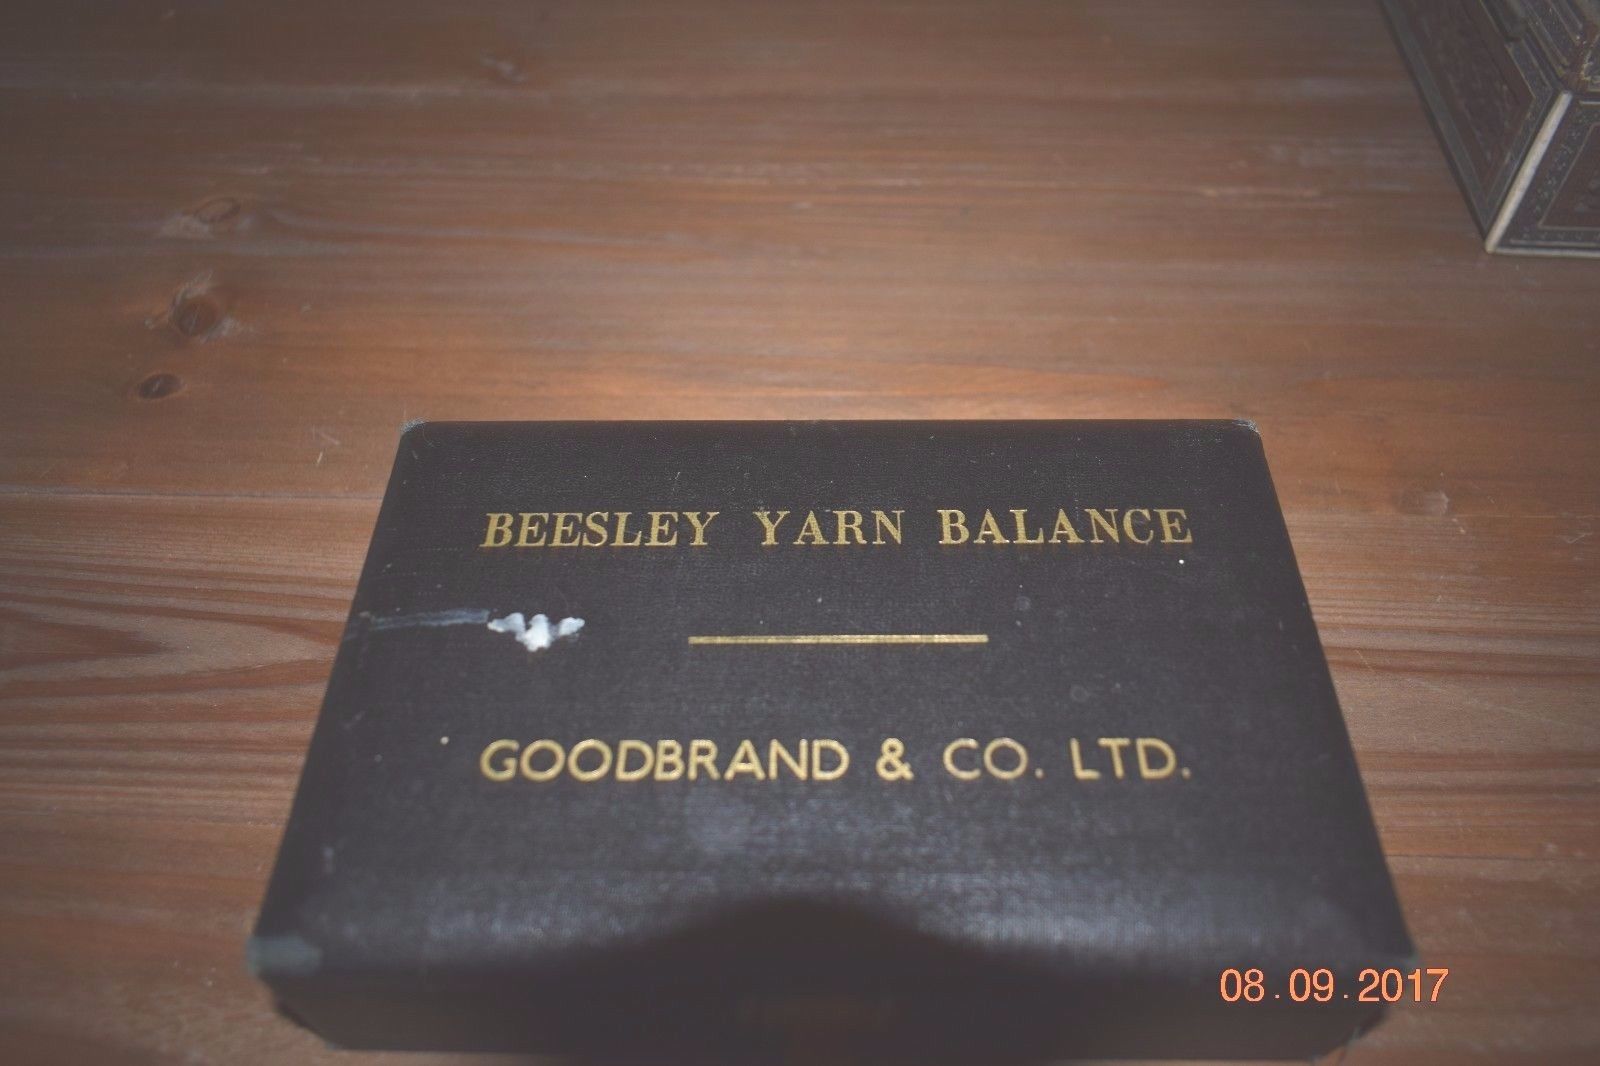 BEESLEY YARN BALANCE
GOODBRAND & CO. LTD.
08.09.2017